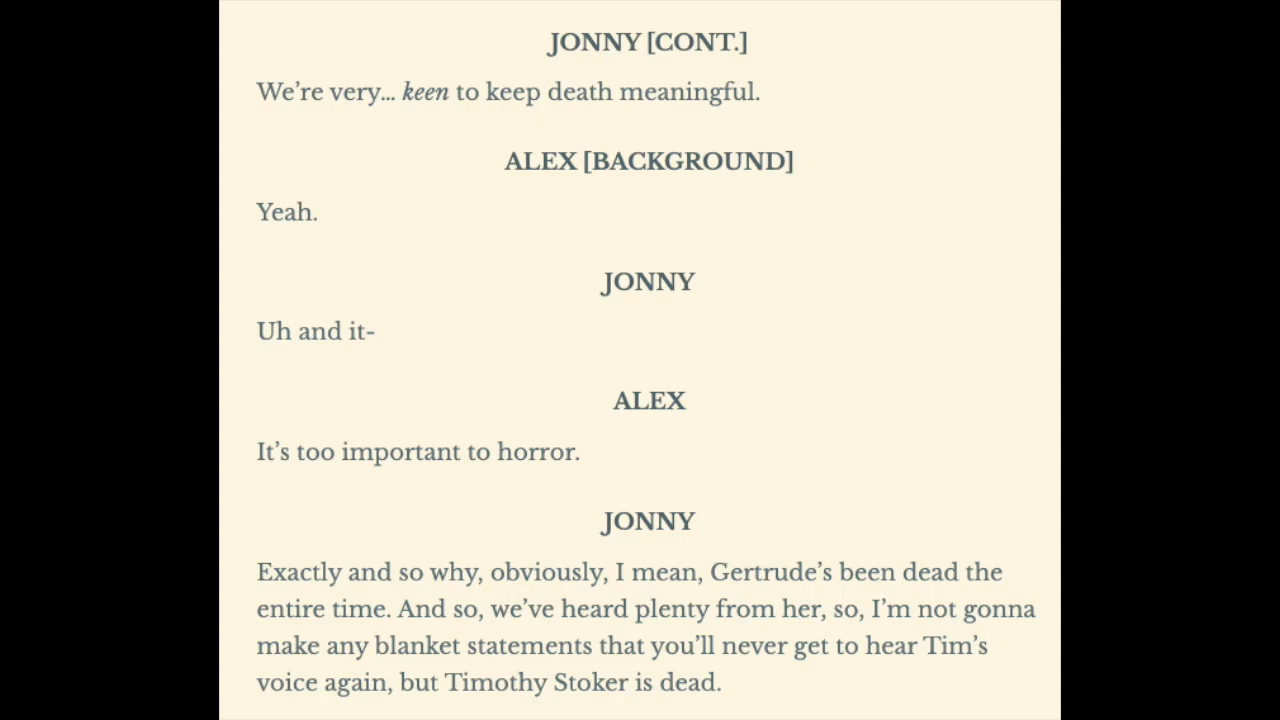 JONNY [CONT.]
We’re very… keen to keep death meaningful.
ALEX [BACKGROUND]
Yeah.
JONNY
Uh and it-
ALEX
It’s too important to horror.
JONNY
Exactly and so why, obviously, I mean, Gertrude’s been dead the
entire time. And so, we’ve heard plenty from her, so, I’m not gonna
make any blanket statements that you’ll never get to hear Tim’s
voice again, but Timothy Stoker is dead.